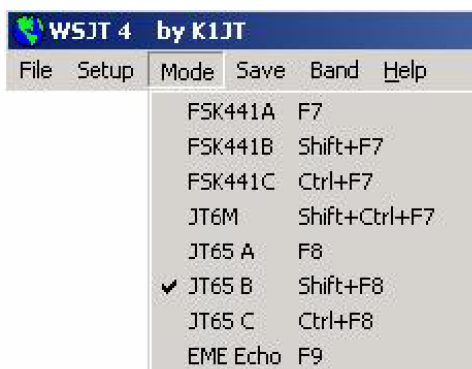 WSJT 4 by K1JT
File Setup Mode Save Band Help
FSK441A F7
FSK441B Shift+F7
FSK441C Ctrl+F7
JT6M Shift+Ctrl+F7
JT65 A F8
JT65 B Shift+F8
JT65 C Ctrl+F8
EME Echo F9